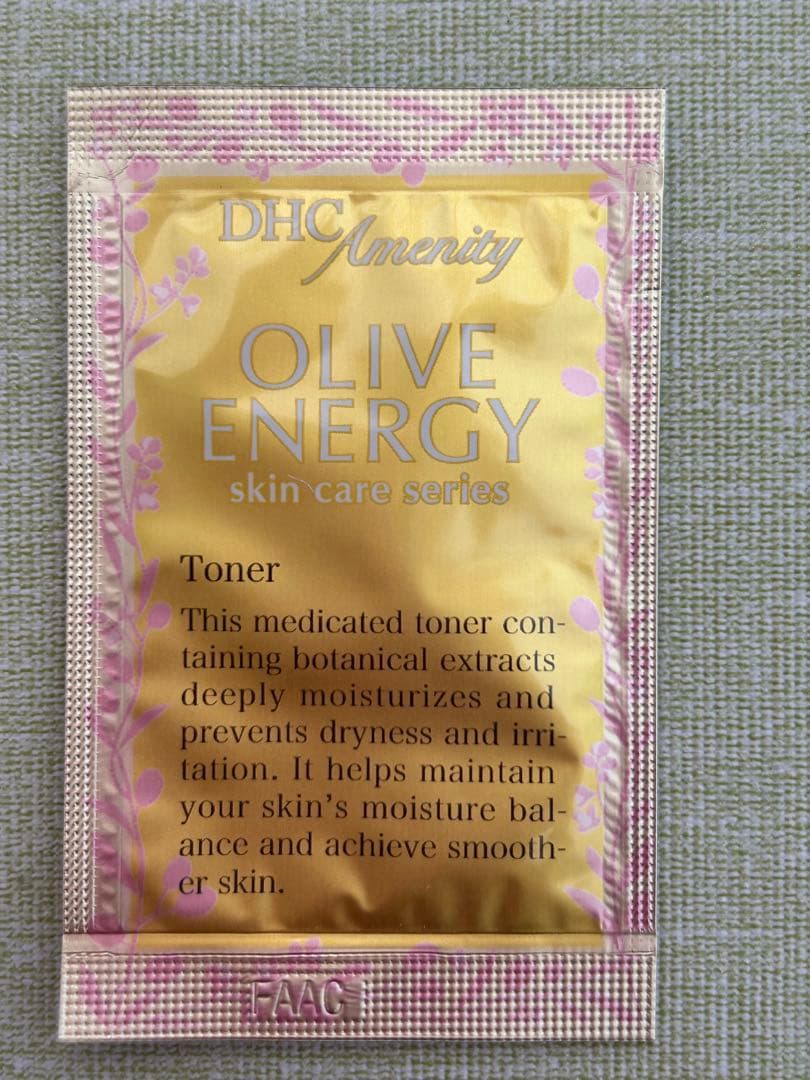 DHC Amenity
OLIVE
ENERGY
skin care series
Toner
This medicated toner con-
taining botanical extracts
deeply moisturizes and
prevents dryness and irri-
tation. It helps maintain
your skin's moisture bal-
ance and achieve smooth-
er skin.